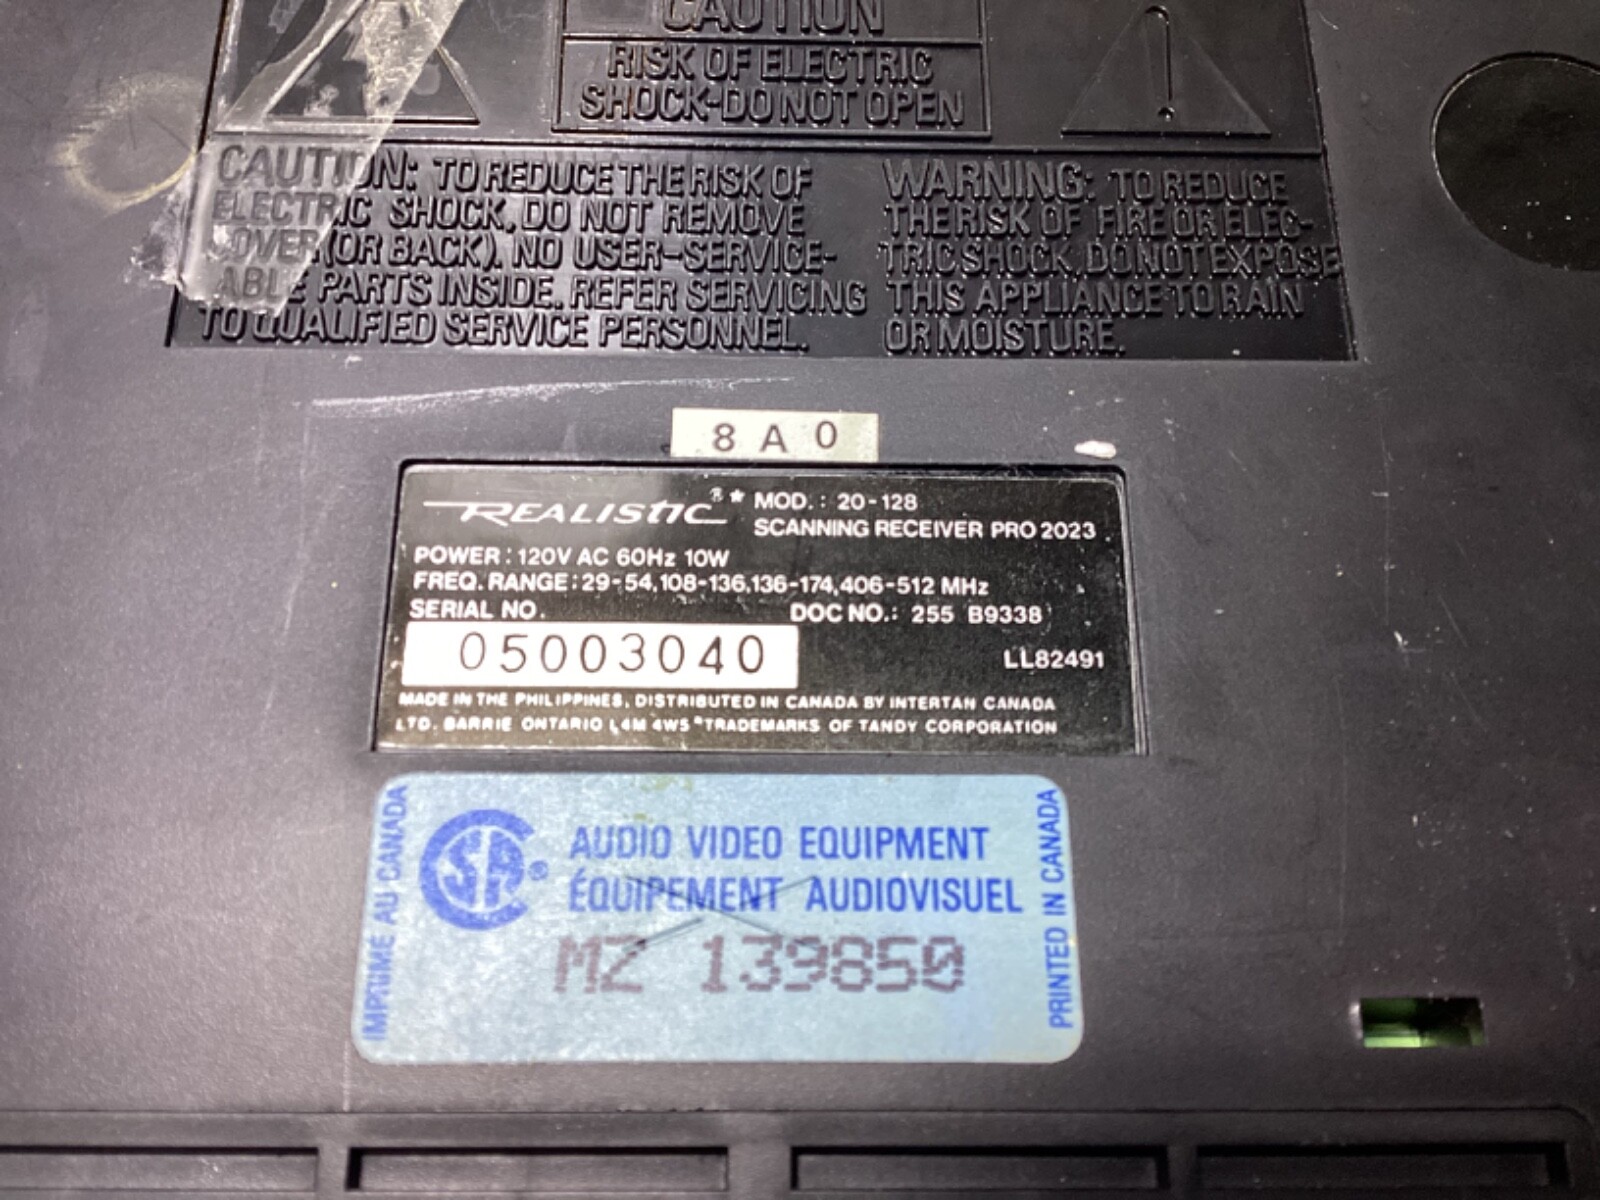 CAUTION
RISK OF ELECTRIC
SHOCK-DO NOT OPEN
CAUTION: TO REDUCE THE RISK OF
ELECTRIC SHOCK, DO NOT REMOVE
COVER (OR BACK). NO USER-SERVICE-
ABLE PARTS INSIDE. REFER SERVICING
TO QUALIFIED SERVICE PERSONNEL.
WARNING: TO REDUCE
THE RISK OF FIRE OR ELEC-
TRIC SHOCK, DO NOT EXPOSE
THIS APPLIANCE TO RAIN
OR MOISTURE.
8 A 0
REALISTIC®* MOD.: 20-128
SCANNING RECEIVER PRO 2023
POWER: 120V AC 60Hz 10W
FREQ. RANGE: 29-54,108-136,136-174,406-512 MHz
SERIAL NO. DOC NO.: 255 B9338
05003040
LL82491
MADE IN THE PHILIPPINES, DISTRIBUTED IN CANADA BY INTERTAN CANADA
LTD. BARRIE ONTARIO L4M 4W5 *TRADEMARKS OF TANDY CORPORATION
IMPRIMÉ AU CANADA
CSA®
AUDIO VIDEO EQUIPMENT
ÉQUIPEMENT AUDIOVISUEL
MZ 139850
PRINTED IN CANADA